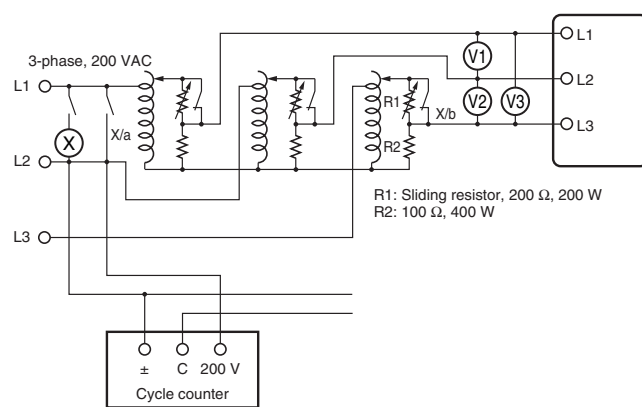 3-phase, 200 VAC
L1
L2
L3
X
X/a
R1
R2
X/b
V1
V2
V3
L1
L2
L3
R1: Sliding resistor, 200 Ω, 200 W
R2: 100 Ω, 400 W
± C 200 V
Cycle counter